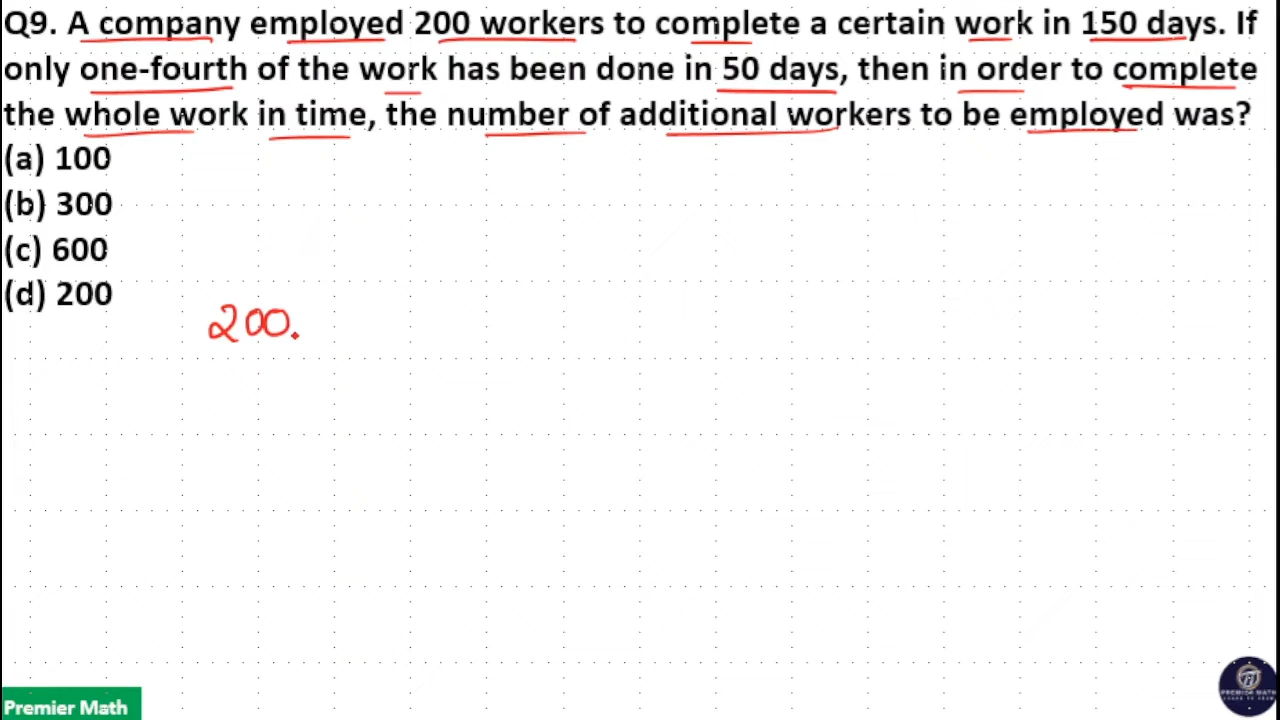 Q9. A company employed 200 workers to complete a certain work in 150 days. If
only one-fourth of the work has been done in 50 days, then in order to complete
the whole work in time, the number of additional workers to be employed was?
(a) 100
(b) 300
(c) 600
(d) 200
200.
Premier Math
PREMIER MATH